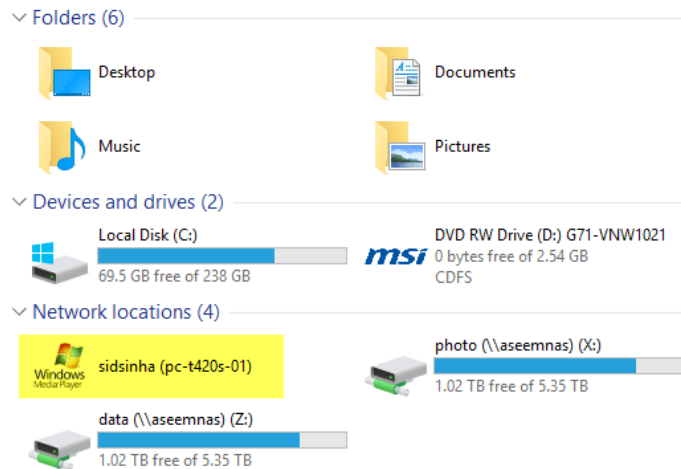 Folders (6)
Desktop
Documents
Music
Pictures
Devices and drives (2)
Local Disk (C:)
69.5 GB free of 238 GB
msi
DVD RW Drive (D:) G71-VNW1021
0 bytes free of 2.54 GB
CDFS
Network locations (4)
Windows
Media Player
sidsinha (pc-t420s-01)
photo (\\aseemnas) (X:)
1.02 TB free of 5.35 TB
data (\\aseemnas) (Z:)
1.02 TB free of 5.35 TB